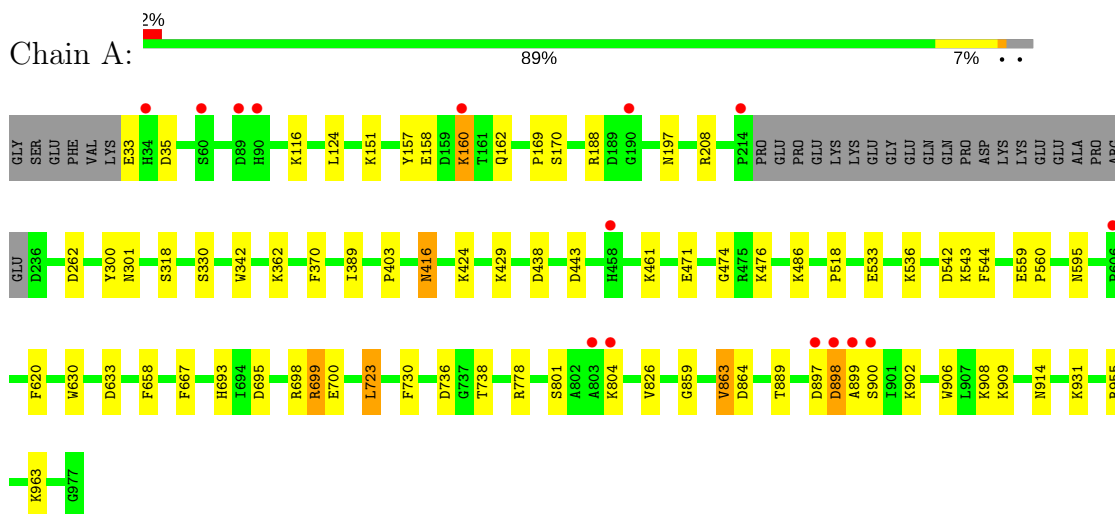 2%
Chain A:
89% 7% • •
GLY SER GLU PHE VAL LYS E33 H34 D35 S60 D89 H90 K116 L124 K151 Y157 E158 D159 K160 T161 Q162 P169 S170 R188 D189 G190 N197 R208 P214 PRO GLU PRO GLU LYS LYS GLU GLY GLU GLN GLN PRO ASP LYS LYS GLU GLU ALA PRO ARG
GLU D236 D262 Y300 N301 S318 S330 W342 K362 F370 I389 P403 N416 K424 K429 D438 D443 H458 K461 E471 G474 R475 K476 K486 P518 E533 K536 D542 K543 F544 E559 P560 N595
F620 W630 D633 F658 F667 H693 I694 D695 R698 R699 E700 L723 F730 D736 G737 T738 R778 S801 A802 A803 K804 V826 G859 V863 D864 T889 D897 D898 A899 S900 I901 K902 W906 L907 K908 K909 N914 K931
K963 G977